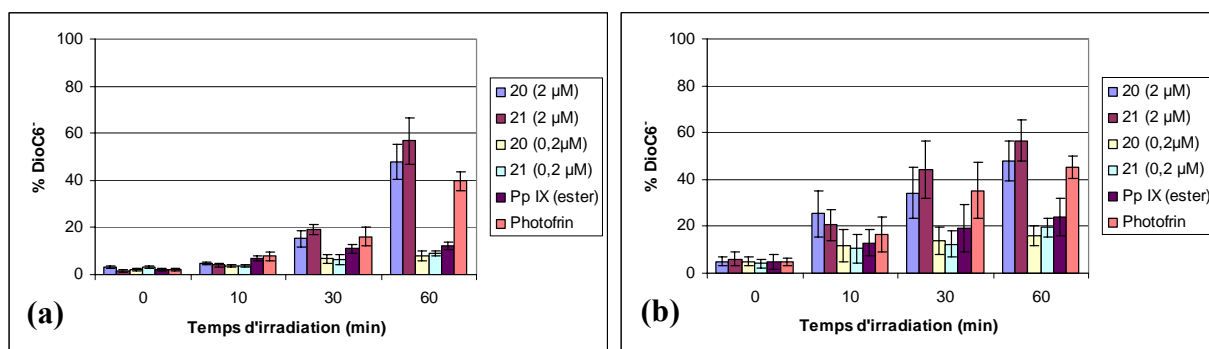 100
80
60
40
20
0
% DioC6⁻
0 10 30 60
Temps d'irradiation (min)
20 (2 µM)
21 (2 µM)
20 (0,2µM)
21 (0,2 µM)
Pp IX (ester)
Photofrin
(a)
100
80
60
40
20
0
% DioC6⁻
0 10 30 60
Temps d'irradiation (min)
20 (2 µM)
21 (2 µM)
20 (0,2µM)
21 (0,2 µM)
Pp IX (ester)
Photofrin
(b)